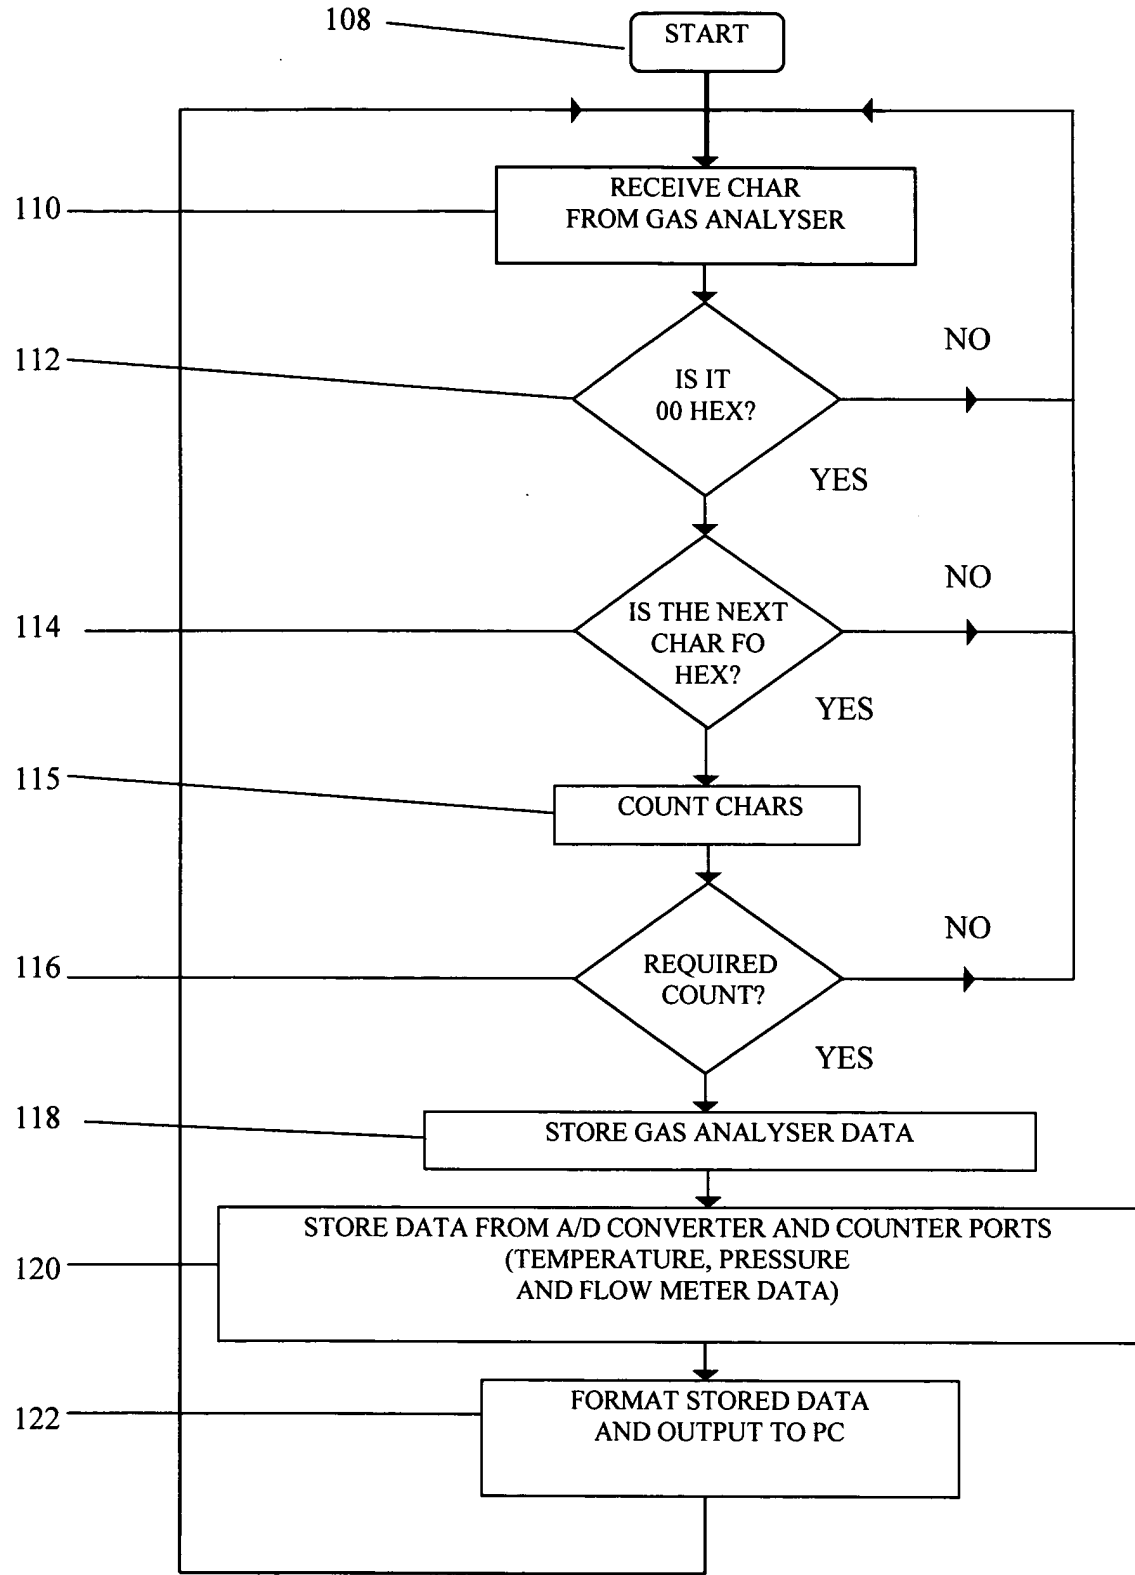 108
START
110
RECEIVE CHAR
FROM GAS ANALYSER
112
IS IT
00 HEX?
NO
YES
114
IS THE NEXT
CHAR FO
HEX?
NO
YES
115
COUNT CHARS
116
REQUIRED
COUNT?
NO
YES
118
STORE GAS ANALYSER DATA
120
STORE DATA FROM A/D CONVERTER AND COUNTER PORTS
(TEMPERATURE, PRESSURE
AND FLOW METER DATA)
122
FORMAT STORED DATA
AND OUTPUT TO PC